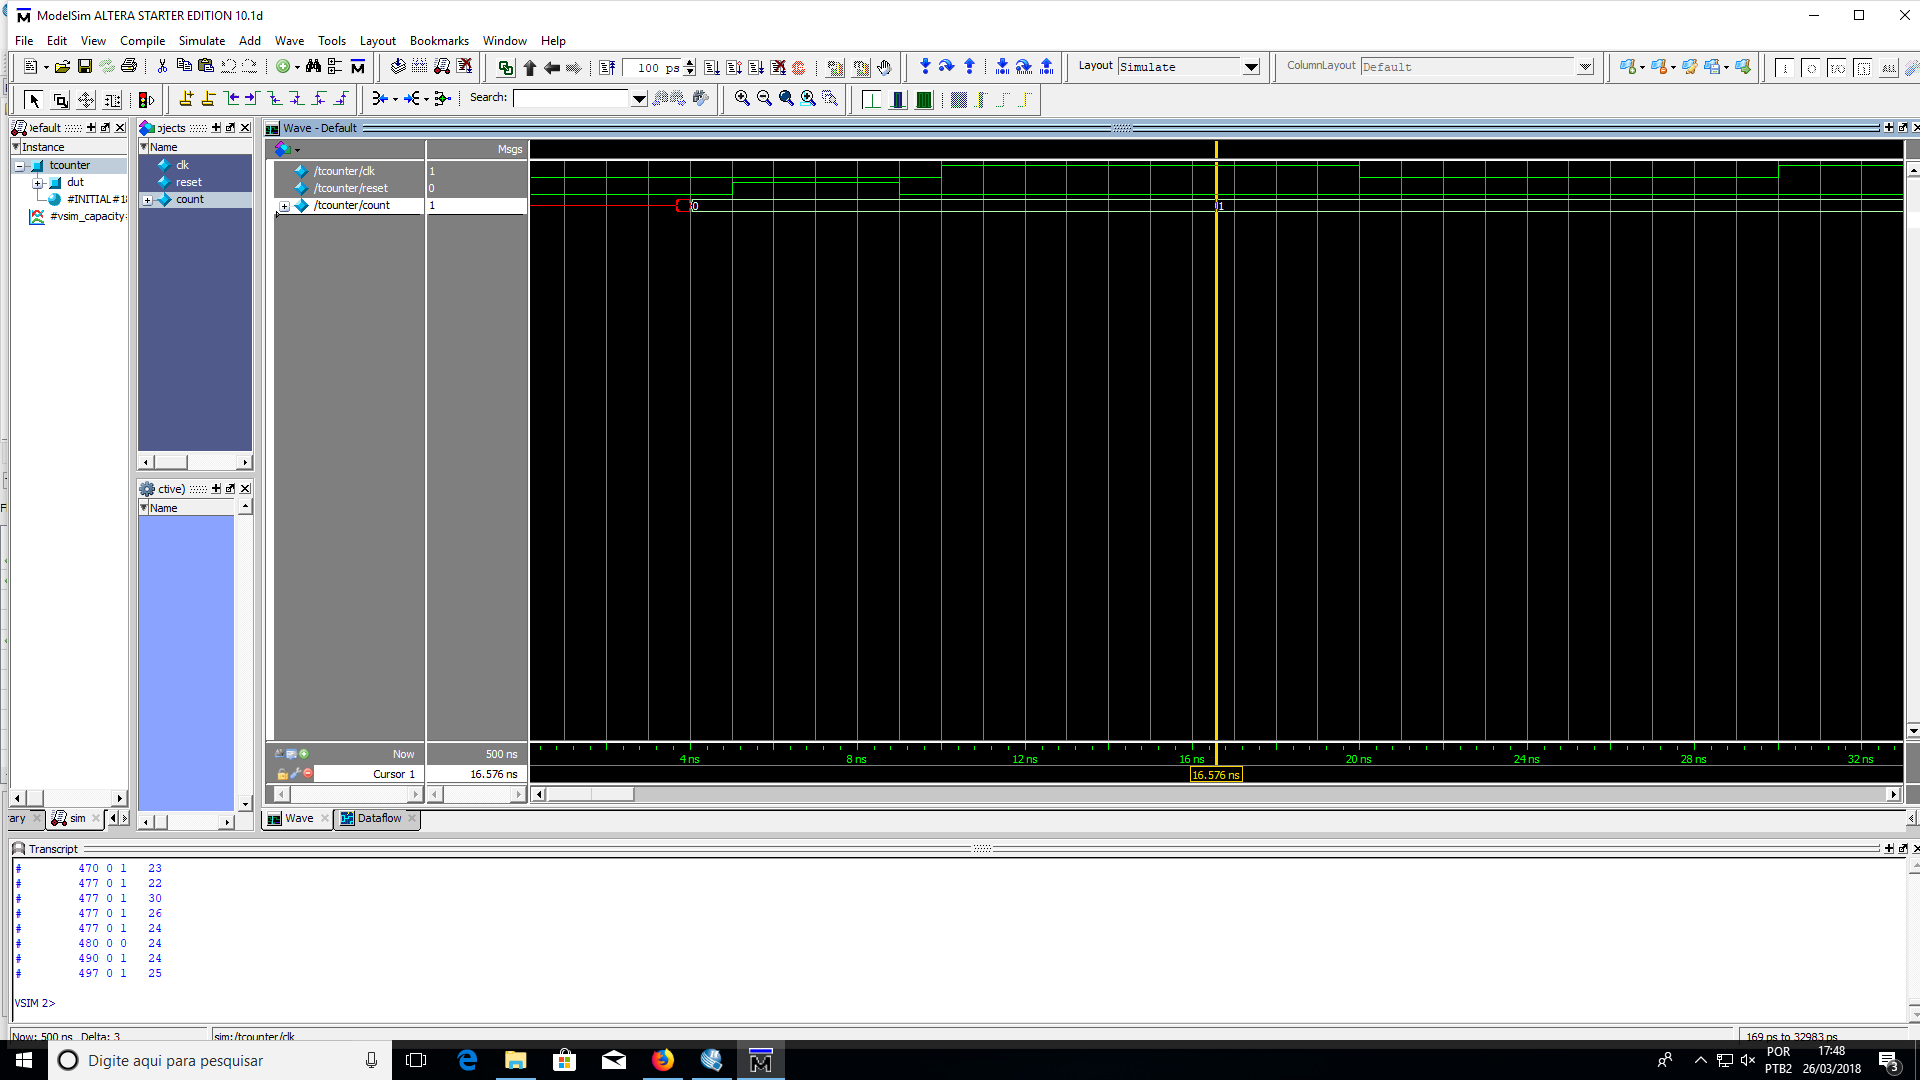 ModelSim ALTERA STARTER EDITION 10.1d
File Edit View Compile Simulate Add Wave Tools Layout Bookmarks Window Help
100 ps
Layout Simulate
ColumnLayout Default
Search:
)efault
Instance
tcounter
dut
#INITIAL#18
#vsim_capacity#
)jects
Name
clk
reset
count
ctive)
Name
Wave - Default
Msgs
/tcounter/clk 1
/tcounter/reset 0
/tcounter/count 1
0
1
Now 500 ns
Cursor 1 16.576 ns
4 ns 8 ns 12 ns 16 ns 20 ns 24 ns 28 ns 32 ns
16.576 ns
rary sim
Wave Dataflow
Transcript
# 470 0 1 23
# 477 0 1 22
# 477 0 1 30
# 477 0 1 26
# 477 0 1 24
# 480 0 0 24
# 490 0 1 24
# 497 0 1 25
VSIM 2>
Now: 500 ns Delta: 3 sim:/tcounter/clk 169 ps to 32983 ps
Digite aqui para pesquisar
POR
PTB2
17:48
26/03/2018
3